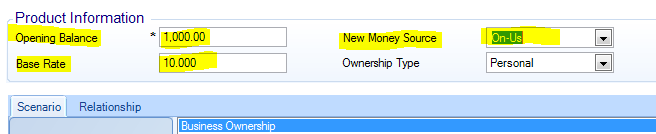 Product Information
Opening Balance * 1,000.00 New Money Source On-Us
Base Rate 10.000 Ownership Type Personal
Scenario Relationship
Business Ownership